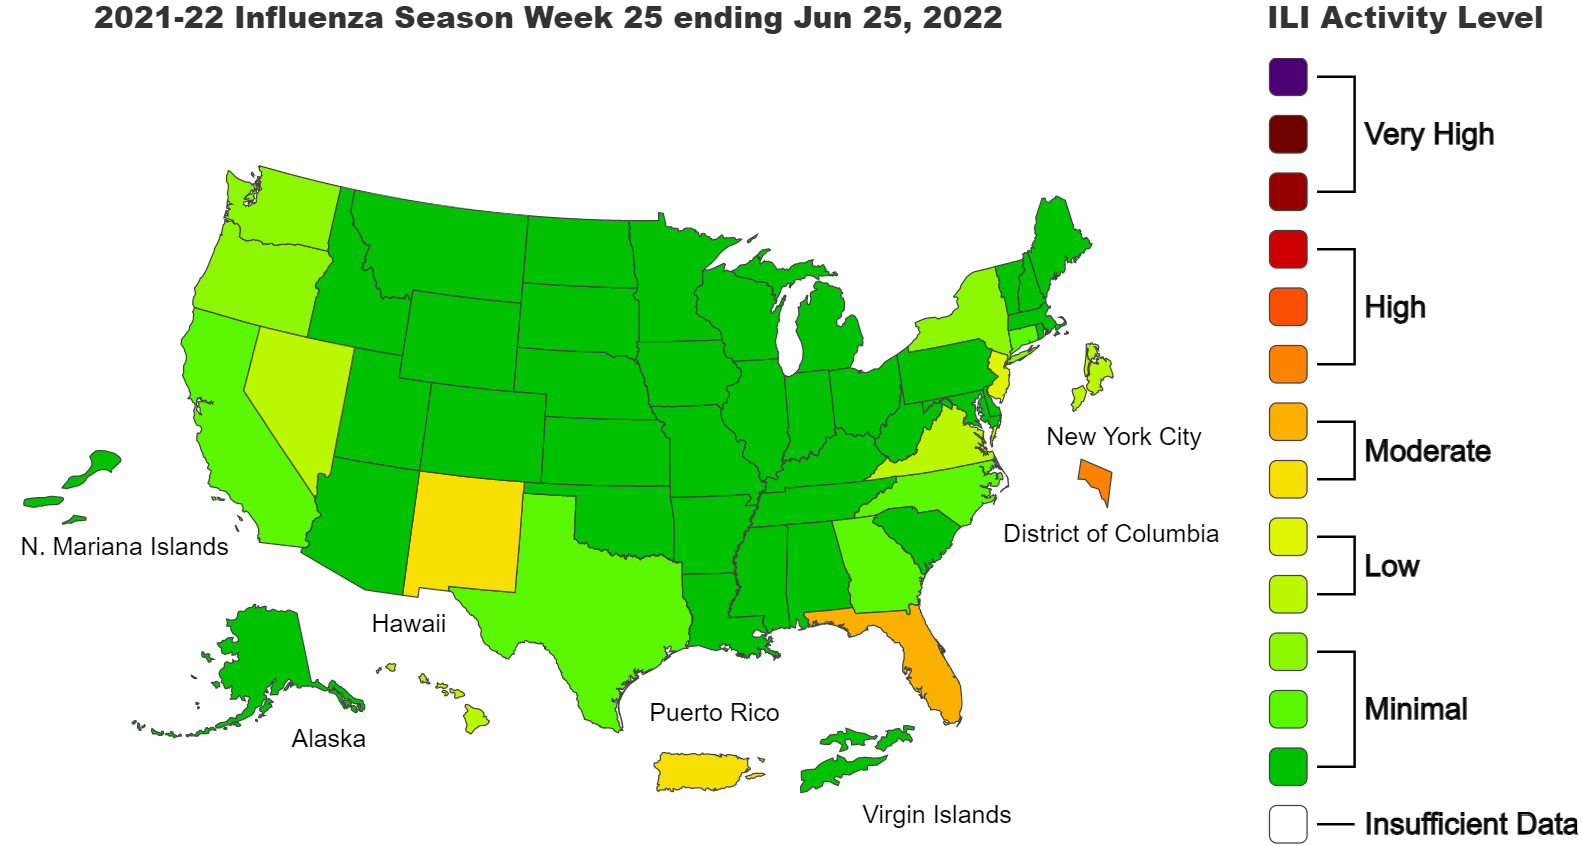 2021-22 Influenza Season Week 25 ending Jun 25, 2022
ILI Activity Level
Very High
High
Moderate
Low
Minimal
Insufficient Data
New York City
District of Columbia
N. Mariana Islands
Hawaii
Alaska
Puerto Rico
Virgin Islands